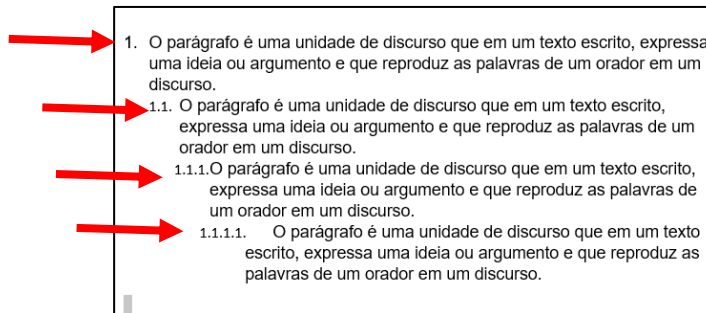 1. O parágrafo é uma unidade de discurso que em um texto escrito, expressa
uma ideia ou argumento e que reproduz as palavras de um orador em um
discurso.
1.1. O parágrafo é uma unidade de discurso que em um texto escrito,
expressa uma ideia ou argumento e que reproduz as palavras de um
orador em um discurso.
1.1.1.O parágrafo é uma unidade de discurso que em um texto escrito,
expressa uma ideia ou argumento e que reproduz as palavras de
um orador em um discurso.
1.1.1.1. O parágrafo é uma unidade de discurso que em um texto
escrito, expressa uma ideia ou argumento e que reproduz as
palavras de um orador em um discurso.